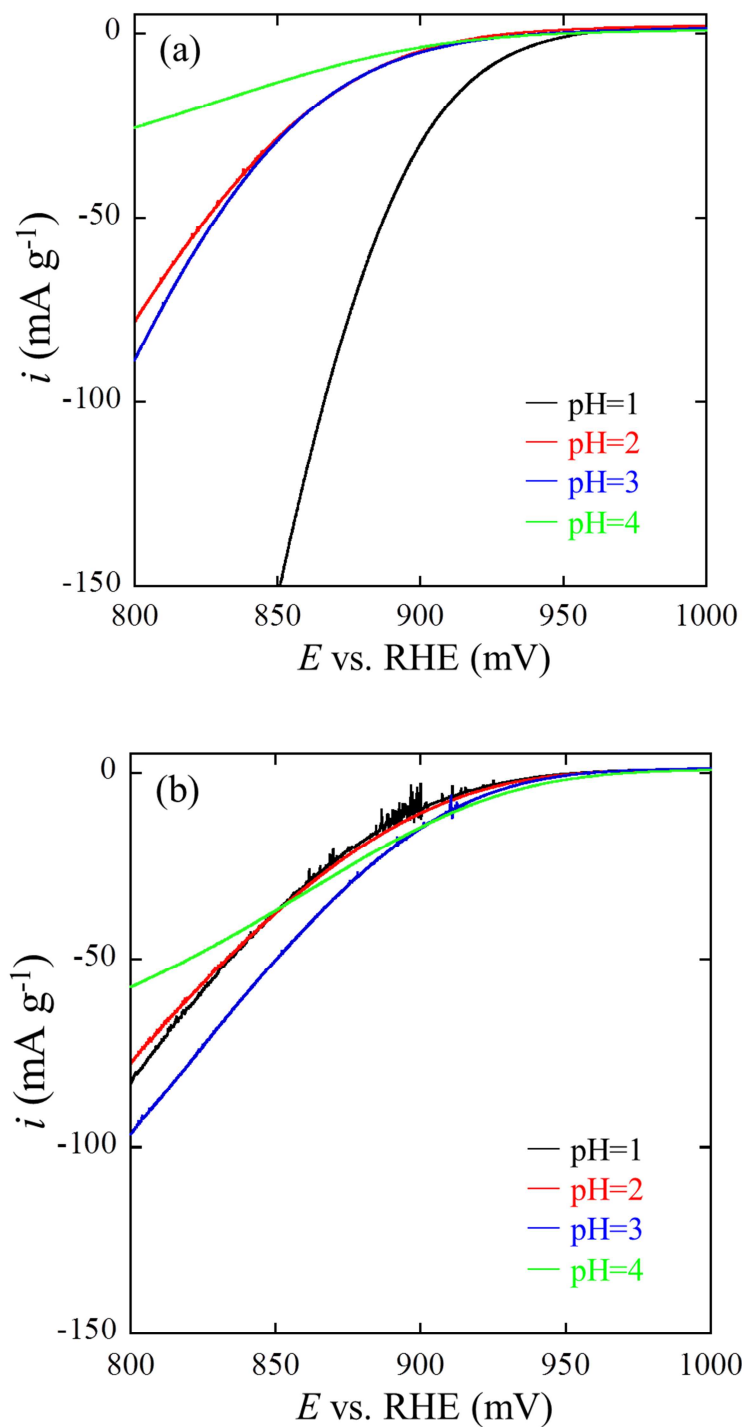 (a)
0
-50
-100
-150
i (mA g-1)
pH=1
pH=2
pH=3
pH=4
800 850 900 950 1000
E vs. RHE (mV)
(b)
0
-50
-100
-150
i (mA g-1)
pH=1
pH=2
pH=3
pH=4
800 850 900 950 1000
E vs. RHE (mV)